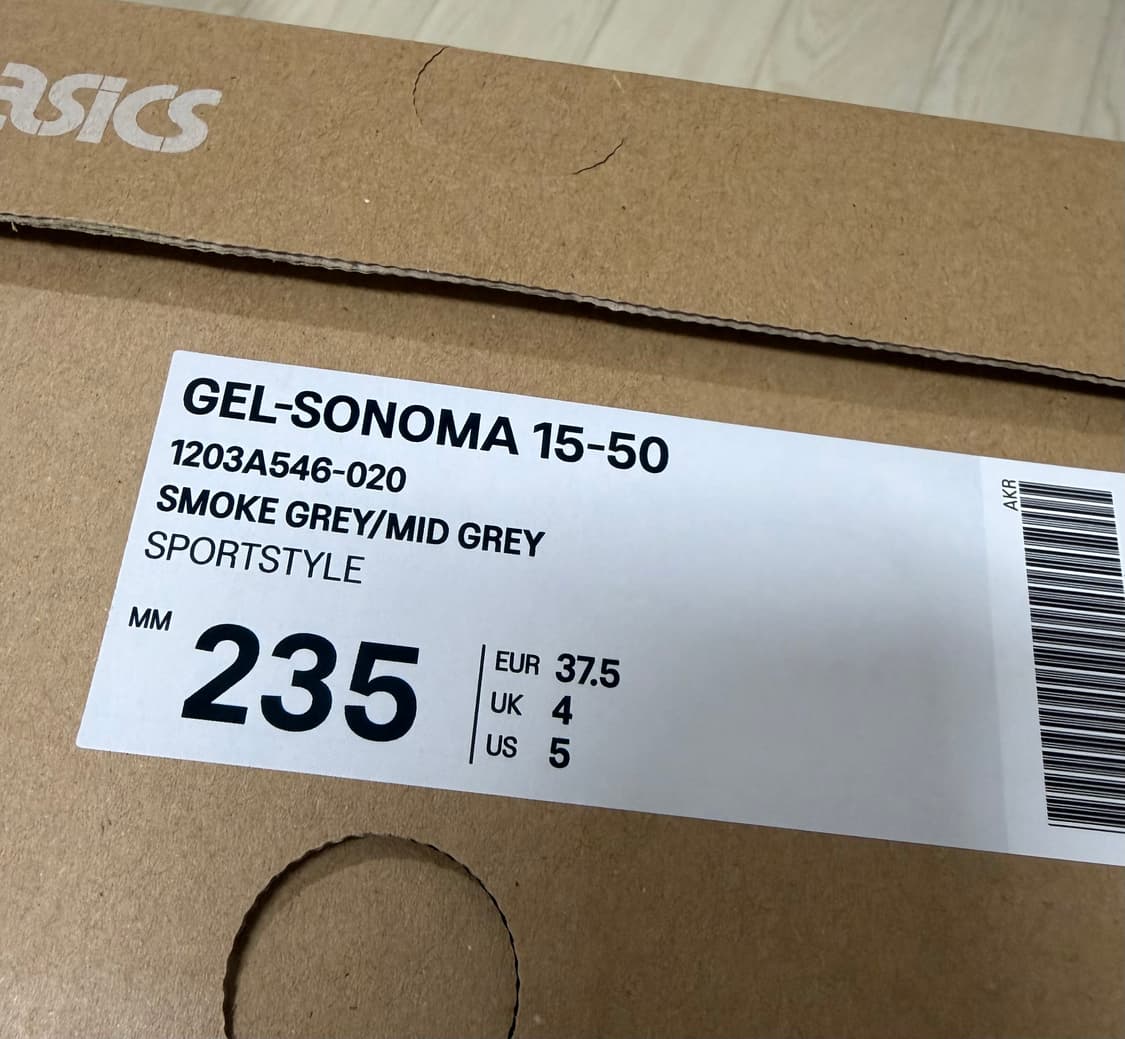 asics
GEL-SONOMA 15-50
1203A546-020
SMOKE GREY/MID GREY
SPORTSTYLE
MM 235
EUR 37.5
UK 4
US 5
AKR